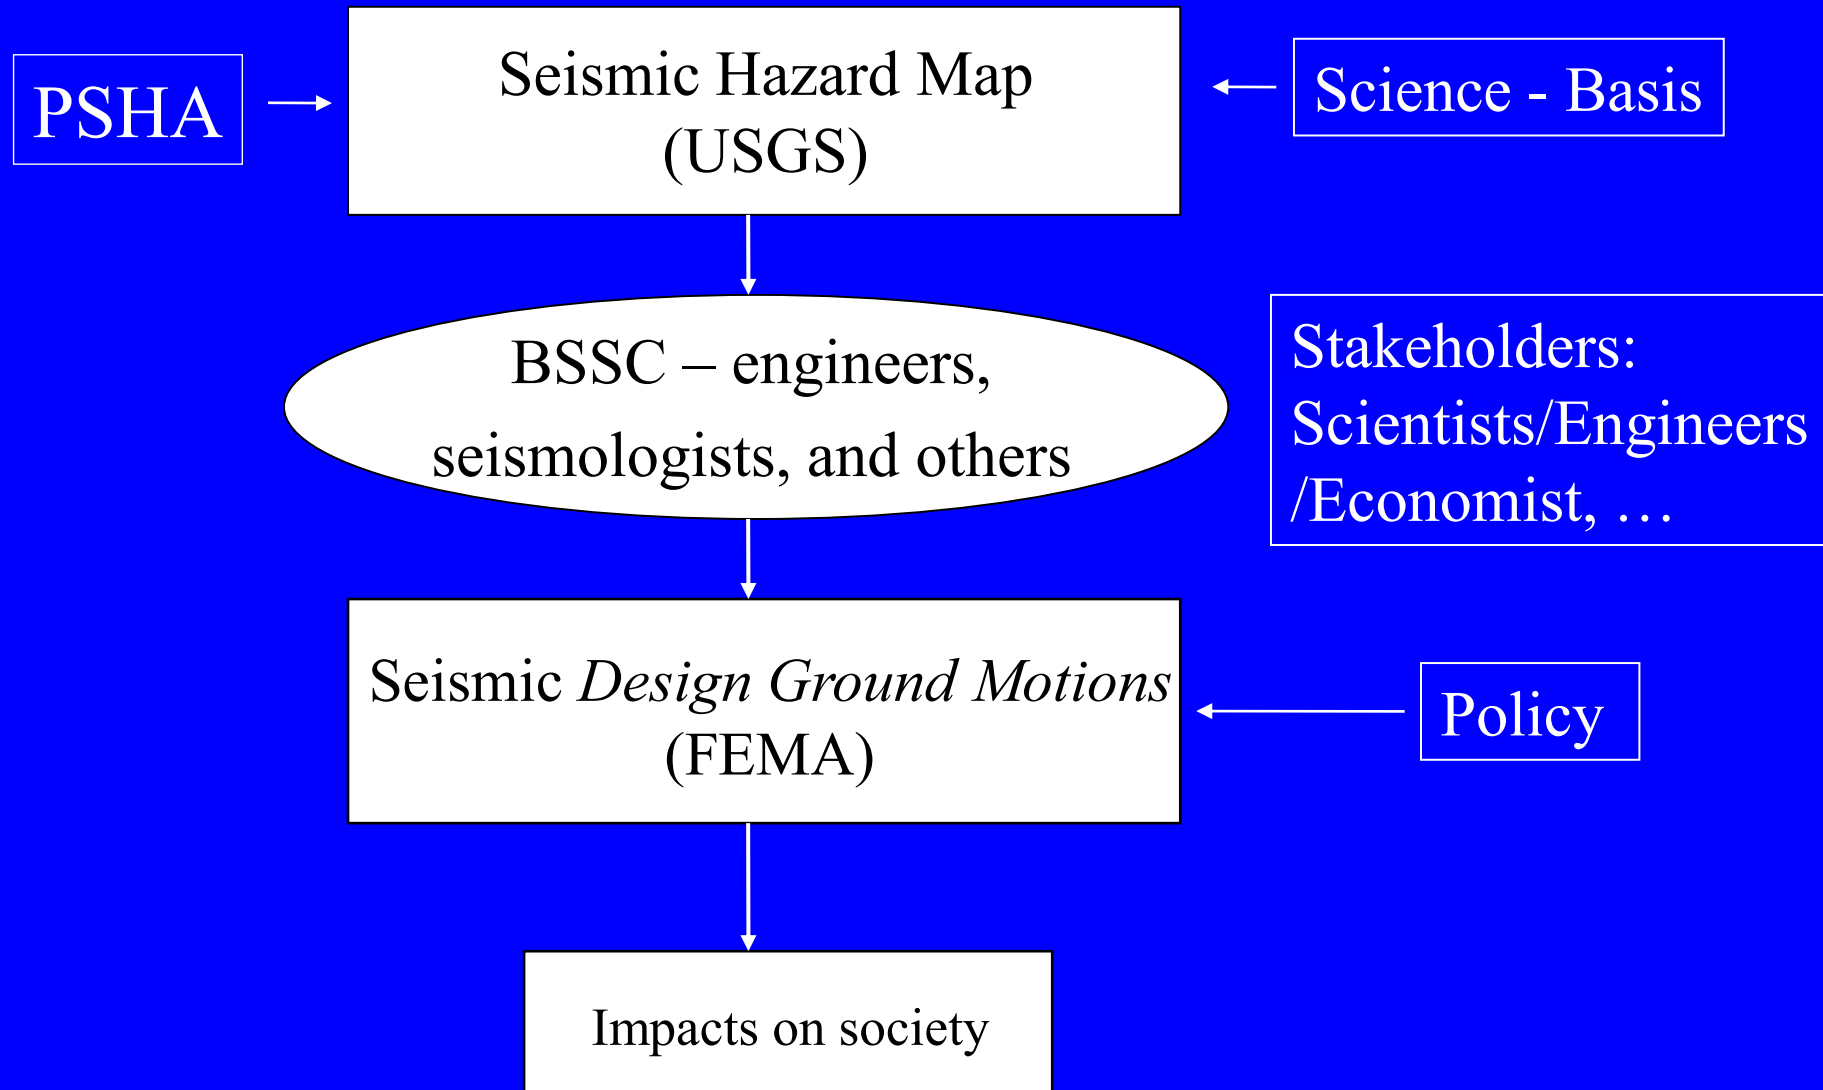 PSHA
Seismic Hazard Map
(USGS)
Science - Basis
BSSC – engineers,
seismologists, and others
Stakeholders:
Scientists/Engineers
/Economist, …
Seismic Design Ground Motions
(FEMA)
Policy
Impacts on society